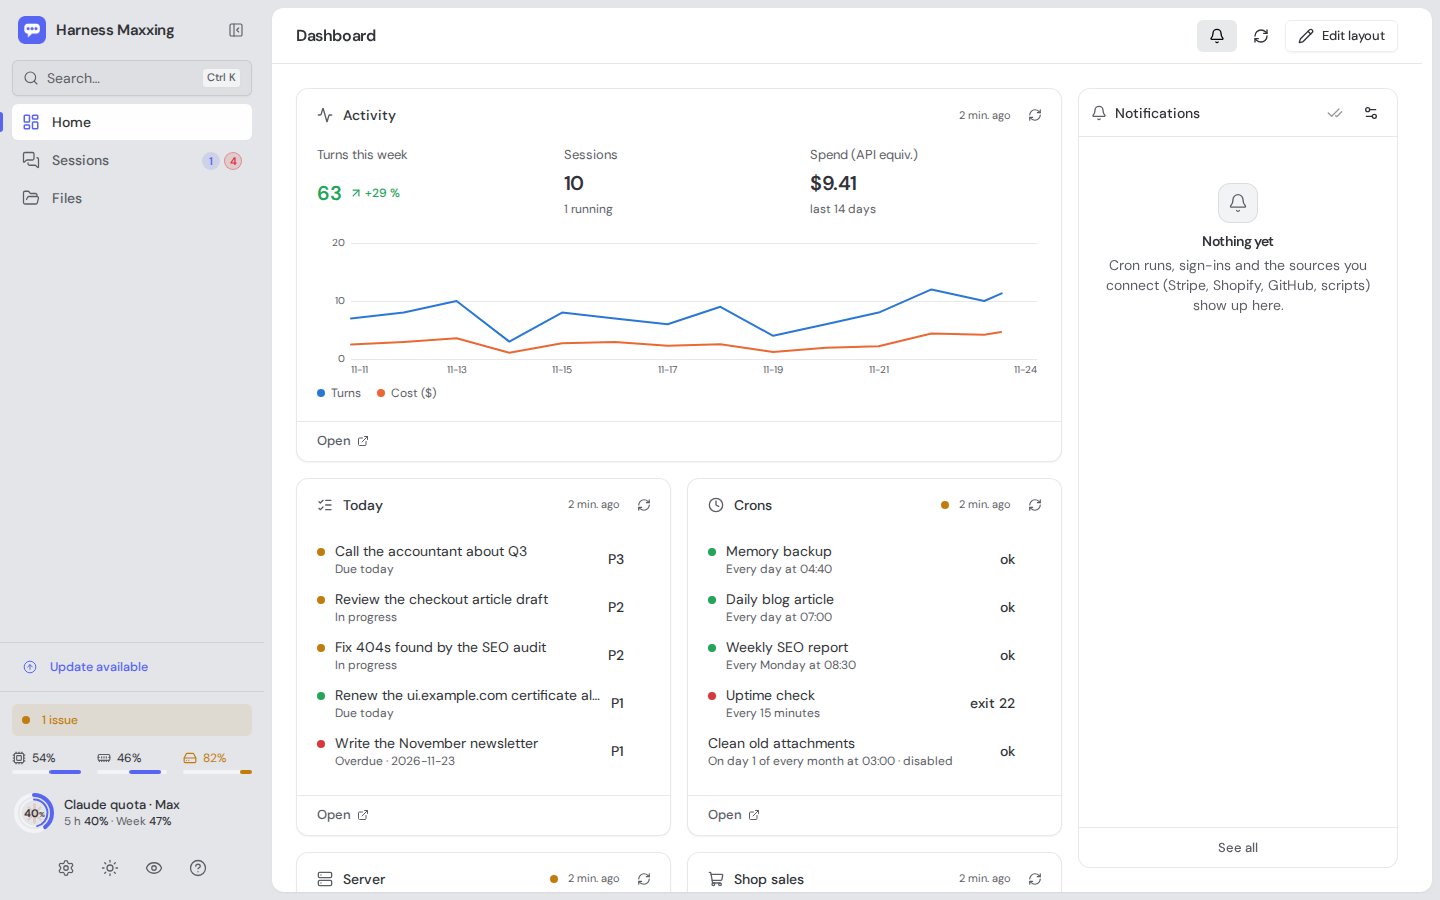 Harness Maxxing
Search...
Ctrl K
Home
Sessions
1
4
Files
Update available
1 issue
54%
46%
82%
40%
Claude quota · Max
5 h 40% · Week 47%
Dashboard
Edit layout
Activity
2 min. ago
Turns this week
63
+29 %
Sessions
10
1 running
Spend (API equiv.)
$9.41
last 14 days
20
10
0
11-11
11-13
11-15
11-17
11-19
11-21
11-24
Turns
Cost ($)
Open
Today
2 min. ago
Call the accountant about Q3
Due today
P3
Review the checkout article draft
In progress
P2
Fix 404s found by the SEO audit
In progress
P2
Renew the ui.example.com certificate al...
Due today
P1
Write the November newsletter
Overdue · 2026-11-23
P1
Open
Crons
2 min. ago
Memory backup
Every day at 04:40
ok
Daily blog article
Every day at 07:00
ok
Weekly SEO report
Every Monday at 08:30
ok
Uptime check
Every 15 minutes
exit 22
Clean old attachments
On day 1 of every month at 03:00 · disabled
ok
Open
Server
2 min. ago
Shop sales
2 min. ago
Notifications
Nothing yet
Cron runs, sign-ins and the sources you
connect (Stripe, Shopify, GitHub, scripts)
show up here.
See all